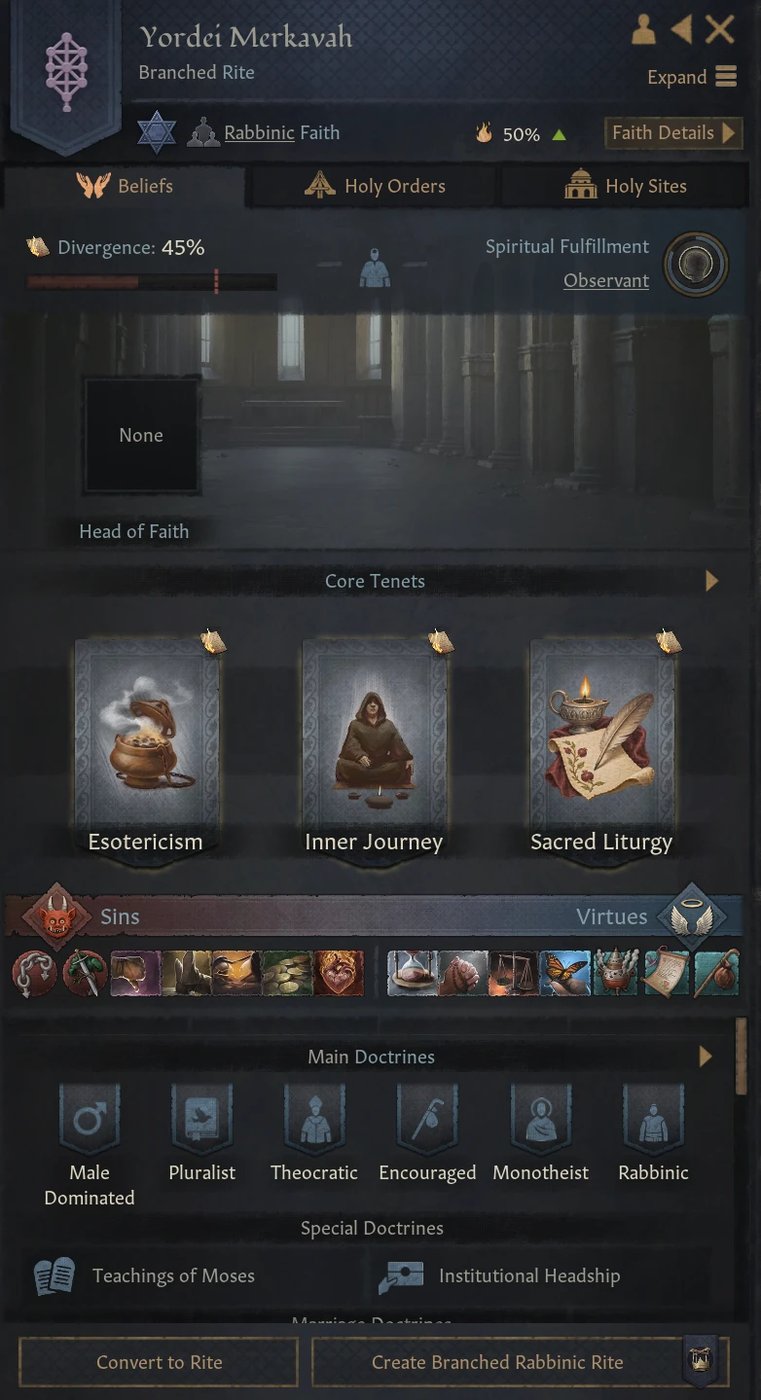 Yordei Merkavah
Branched Rite
Expand
Rabbinic Faith
50%
Faith Details
Beliefs
Holy Orders
Holy Sites
Divergence: 45%
Spiritual Fulfillment
Observant
None
Head of Faith
Core Tenets
Esotericism
Inner Journey
Sacred Liturgy
Sins
Virtues
Main Doctrines
Male Dominated
Pluralist
Theocratic
Encouraged
Monotheist
Rabbinic
Special Doctrines
Teachings of Moses
Institutional Headship
Marriage Doctrines
Convert to Rite
Create Branched Rabbinic Rite